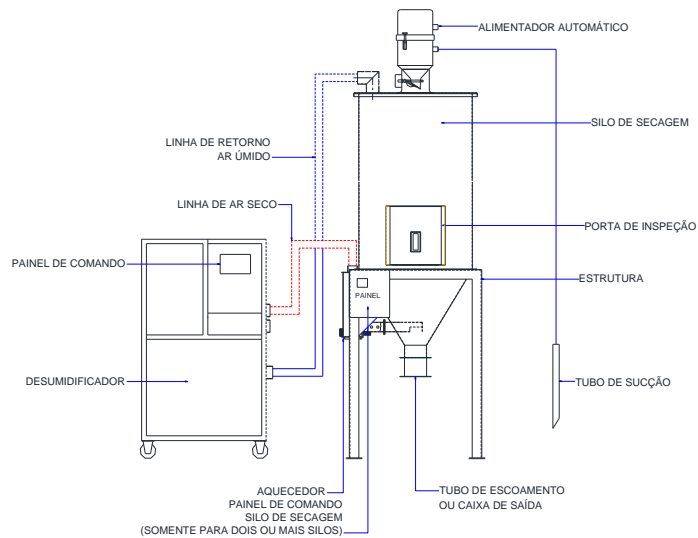 ALIMENTADOR AUTOMÁTICO
SILO DE SECAGEM
LINHA DE RETORNO
AR ÚMIDO
LINHA DE AR SECO
PORTA DE INSPEÇÃO
PAINEL DE COMANDO
ESTRUTURA
PAINEL
DESUMIDIFICADOR
TUBO DE SUCÇÃO
AQUECEDOR
PAINEL DE COMANDO
SILO DE SECAGEM
(SOMENTE PARA DOIS OU MAIS SILOS)
TUBO DE ESCOAMENTO
OU CAIXA DE SAÍDA